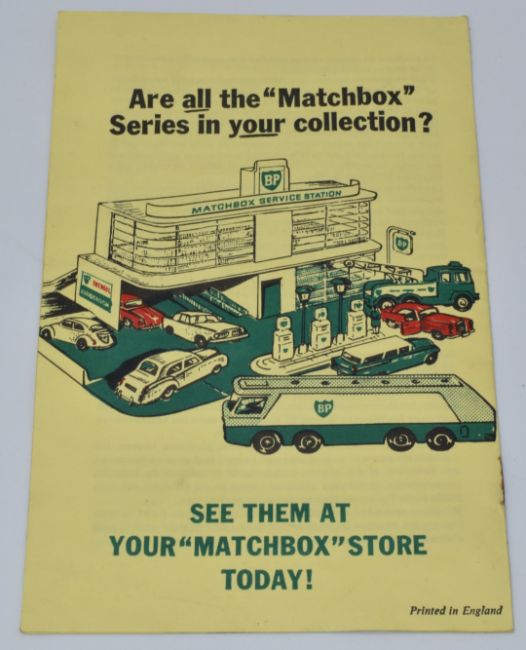 Are all the "Matchbox"
Series in your collection?
BP
MATCHBOX SERVICE STATION
BP
BP
SEE THEM AT
YOUR "MATCHBOX" STORE
TODAY!
Printed in England